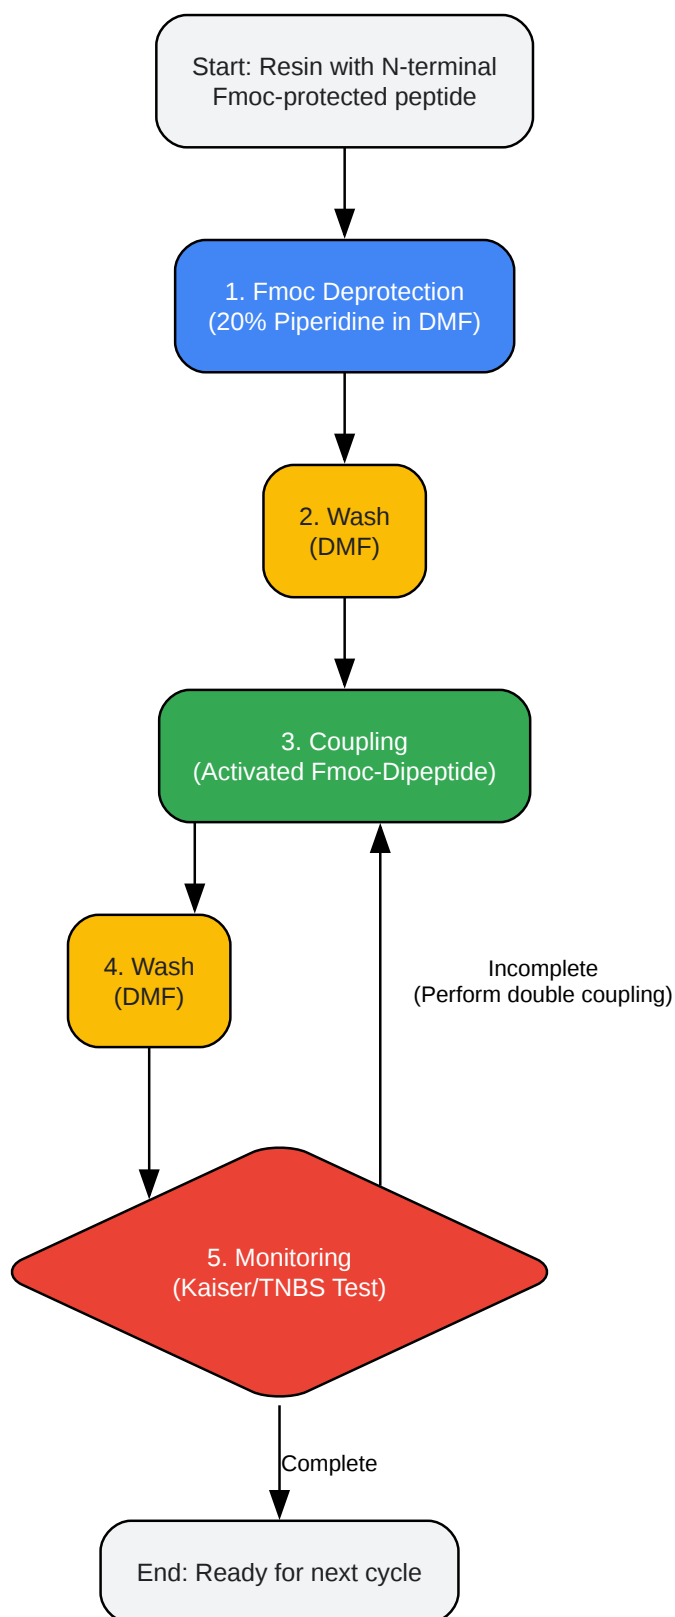 Start: Resin with N-terminal
Fmoc-protected peptide
1. Fmoc Deprotection
(20% Piperidine in DMF)
2. Wash
(DMF)
3. Coupling
(Activated Fmoc-Dipeptide)
4. Wash
(DMF)
Incomplete
(Perform double coupling)
5. Monitoring
(Kaiser/TNBS Test)
Complete
End: Ready for next cycle